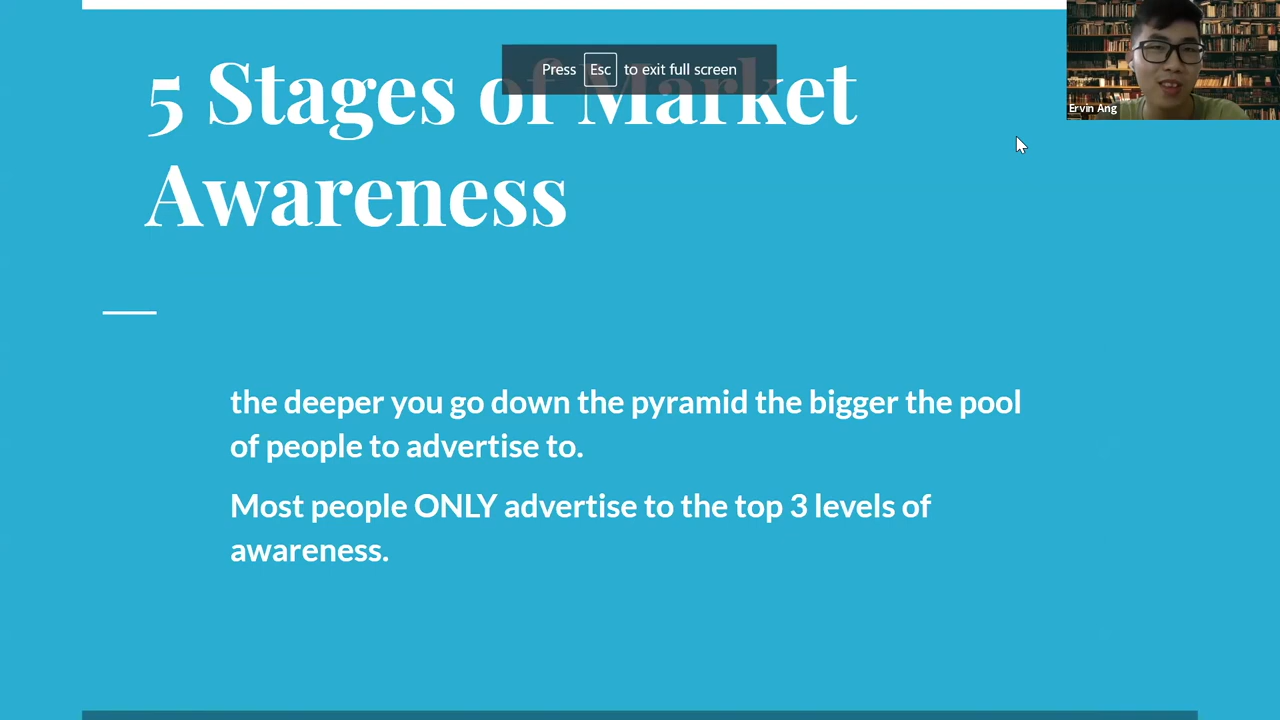 5 Stages of Market
Awareness
Press Esc to exit full screen
Ervin Ang
the deeper you go down the pyramid the bigger the pool
of people to advertise to.
Most people ONLY advertise to the top 3 levels of
awareness.